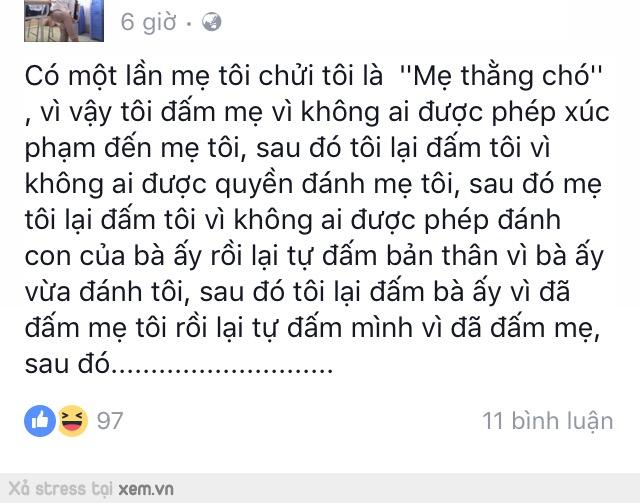 6 giờ ·
Có một lần mẹ tôi chửi tôi là ''Mẹ thằng chó''
, vì vậy tôi đấm mẹ vì không ai được phép xúc
phạm đến mẹ tôi, sau đó tôi lại đấm tôi vì
không ai được quyền đánh mẹ tôi, sau đó mẹ
tôi lại đấm tôi vì không ai được phép đánh
con của bà ấy rồi lại tự đấm bản thân vì bà ấy
vừa đánh tôi, sau đó tôi lại đấm bà ấy vì đã
đấm mẹ tôi rồi lại tự đấm mình vì đã đấm mẹ,
sau đó............................
97 11 bình luận
Xả stress tại xem.vn